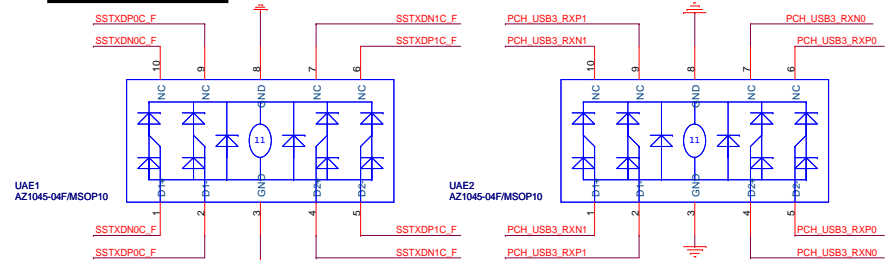 SSTXDP0C_F SSTXDN1C_F PCH_USB3_RXP1 PCH_USB3_RXN0
SSTXDN0C_F SSTXDP1C_F PCH_USB3_RXN1 PCH_USB3_RXP0
10 9 8 7 6 10 9 8 7 6
NC NC GND NC NC NC NC GND NC NC
11 11
UAE1 UAE2
AZ1045-04F/MSOP10 AZ1045-04F/MSOP10
D1+ D1- GND D2+ D2- D1+ D1- GND D2+ D2-
1 2 3 4 5 1 2 3 4 5
SSTXDN0C_F SSTXDP1C_F PCH_USB3_RXN1 PCH_USB3_RXP0
SSTXDP0C_F SSTXDN1C_F PCH_USB3_RXP1 PCH_USB3_RXN0